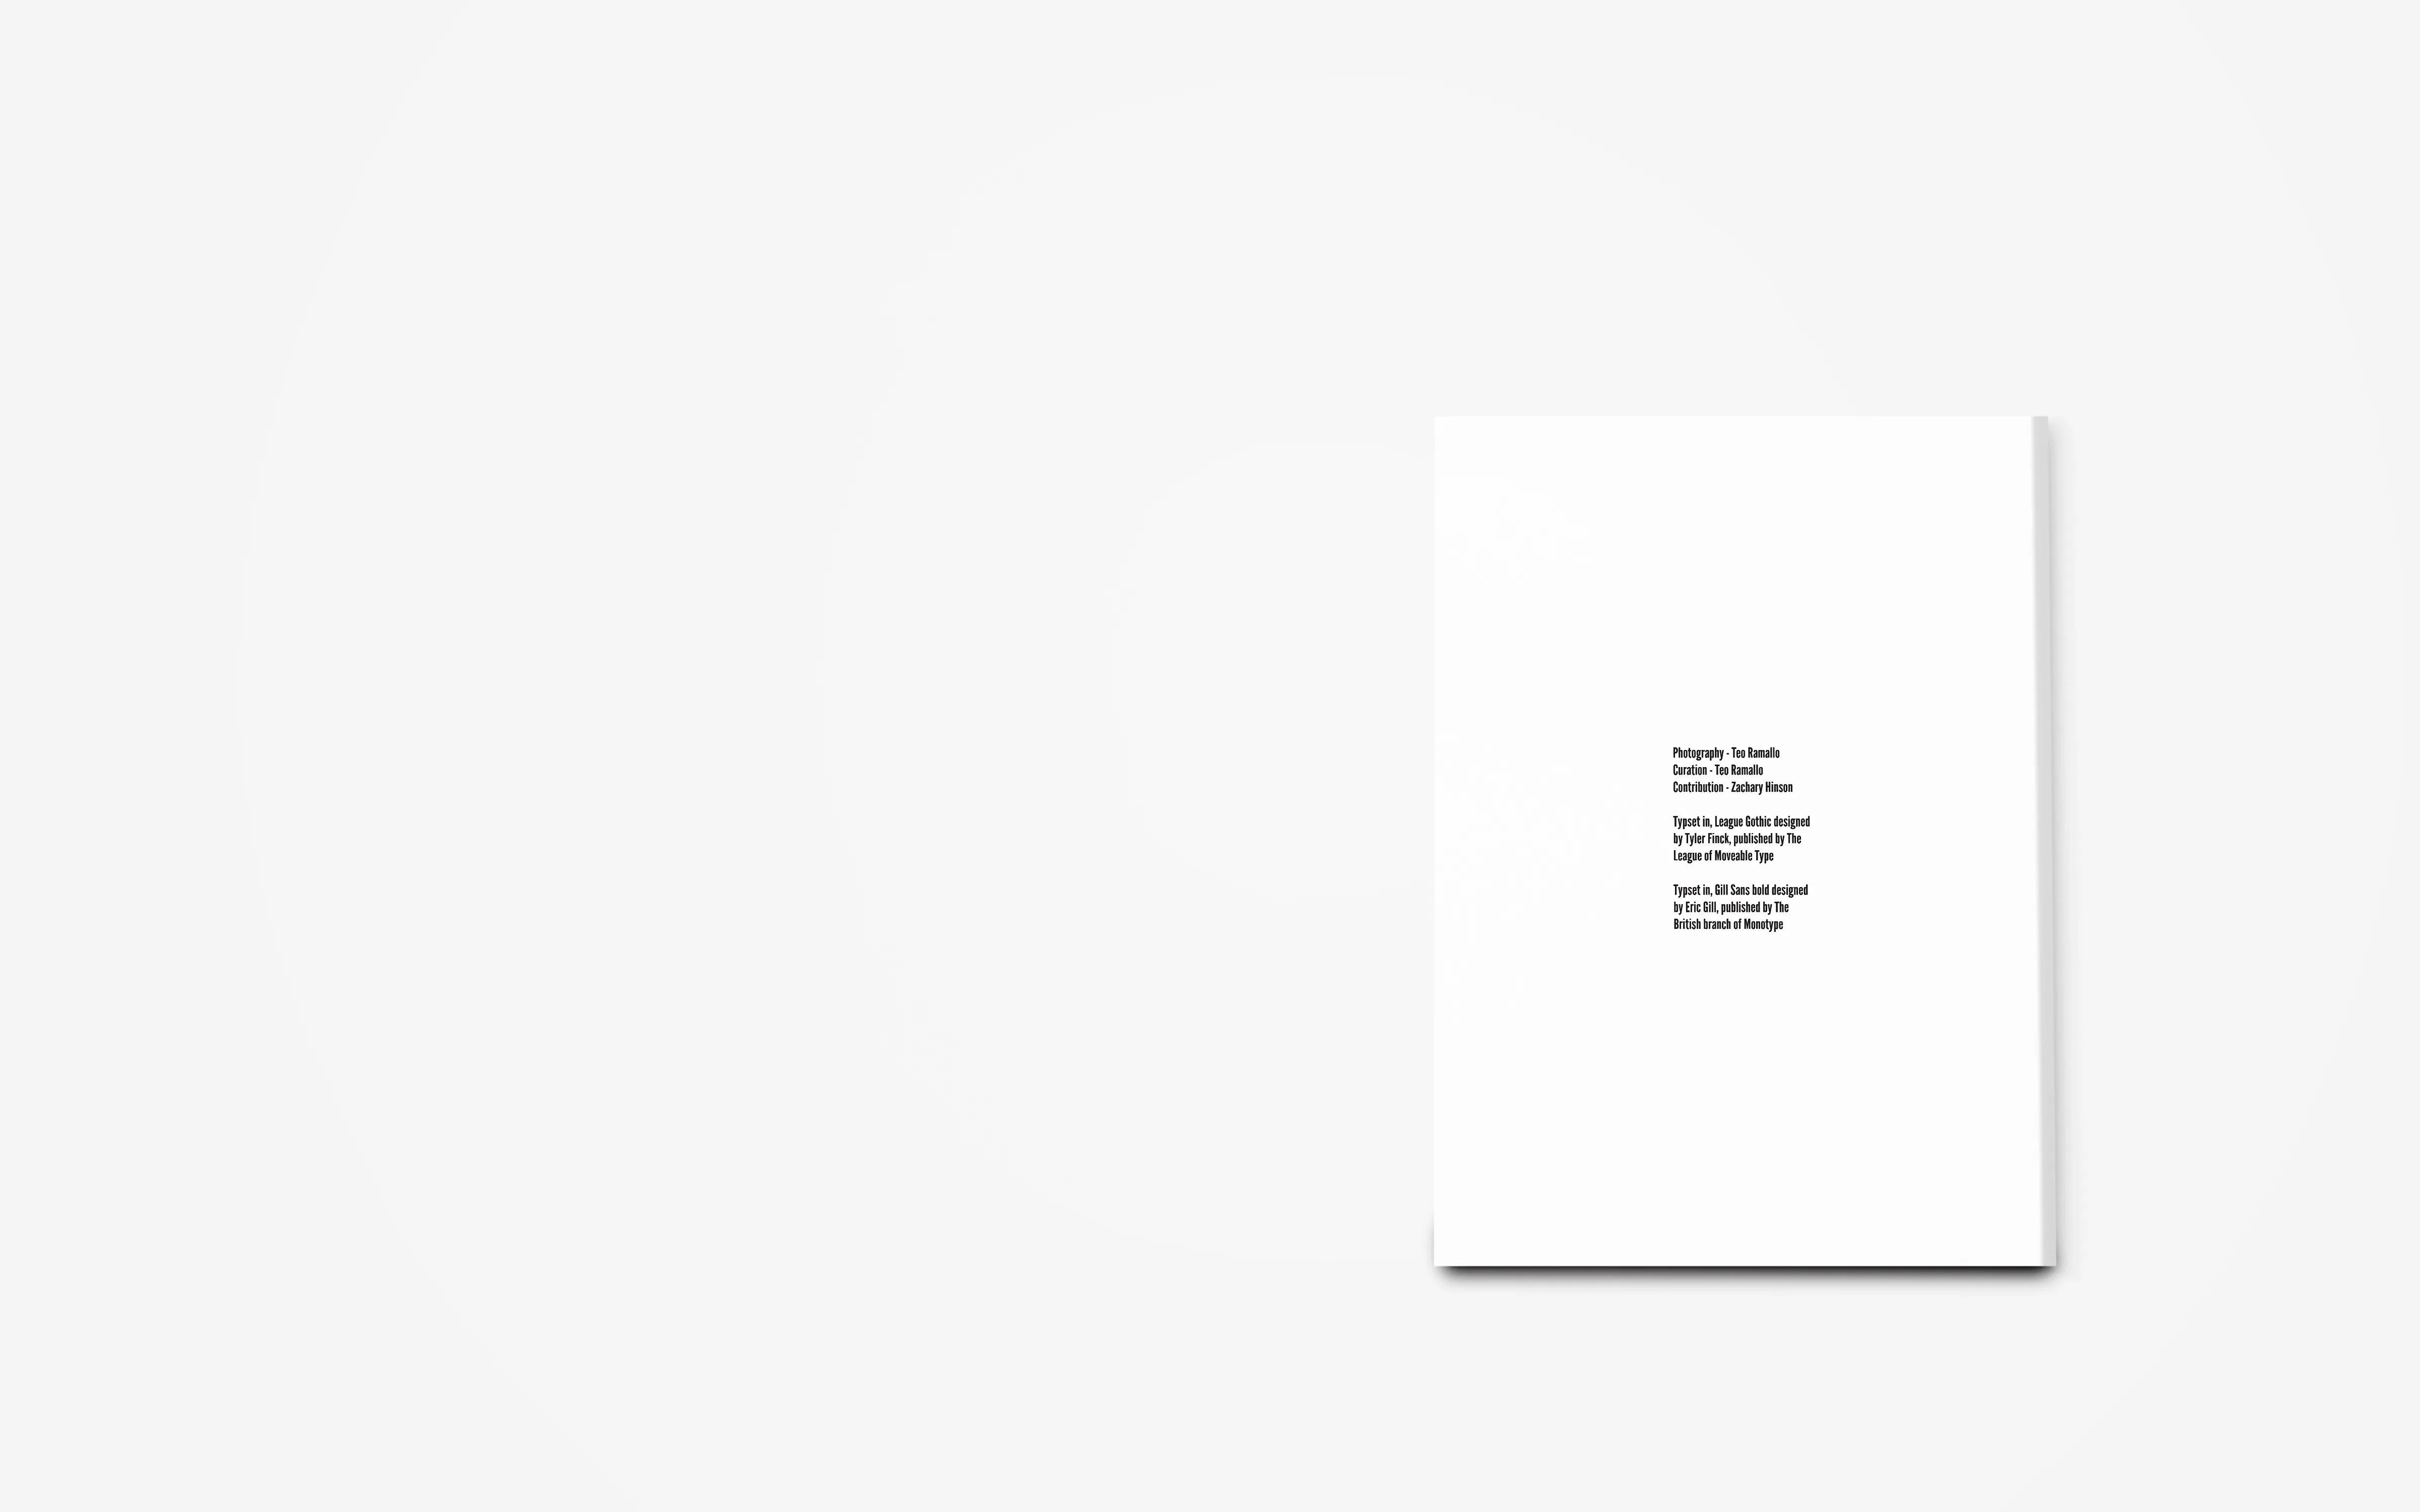 Photography - Teo Ramallo
Curation - Teo Ramallo
Contribution - Zachary Hinson
Typset in, League Gothic designed
by Tyler Finck, published by The
League of Moveable Type
Typset in, Gill Sans bold designed
by Eric Gill, published by The
British branch of Monotype